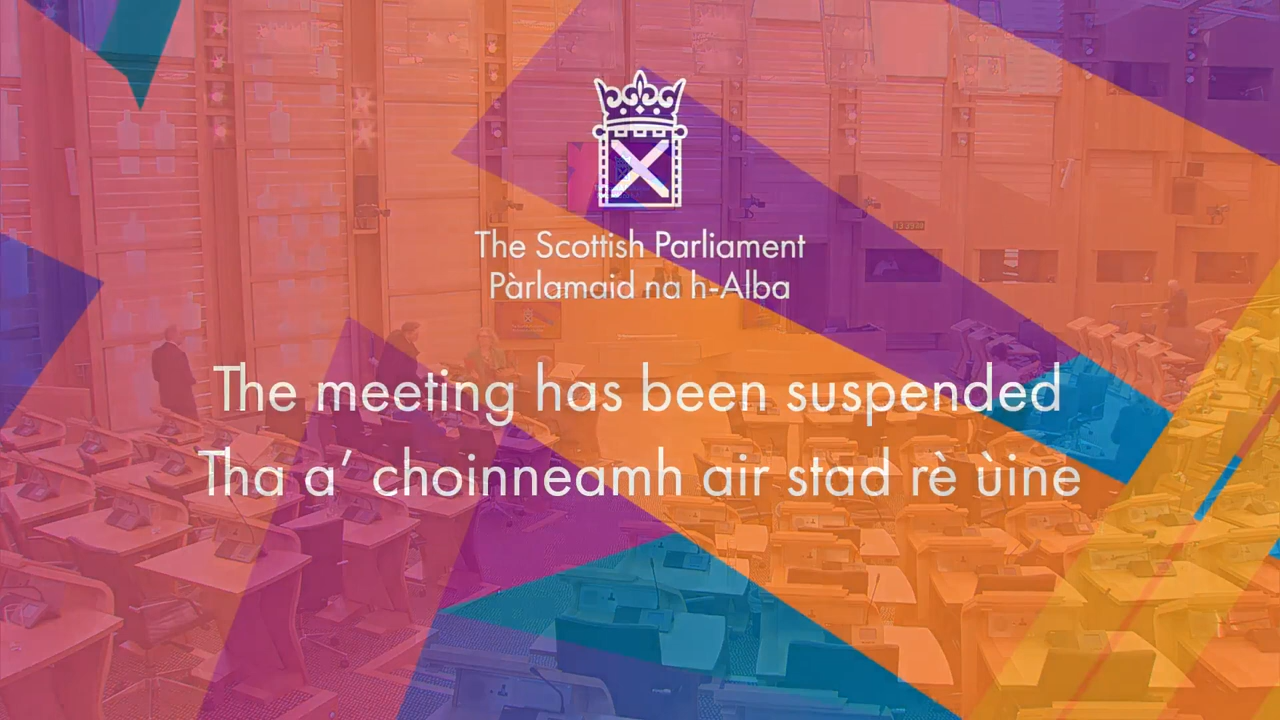 The Scottish Parliament
Pàrlamaid na h-Alba
The meeting has been suspended
Tha a’ choinneamh air stad rè ùine